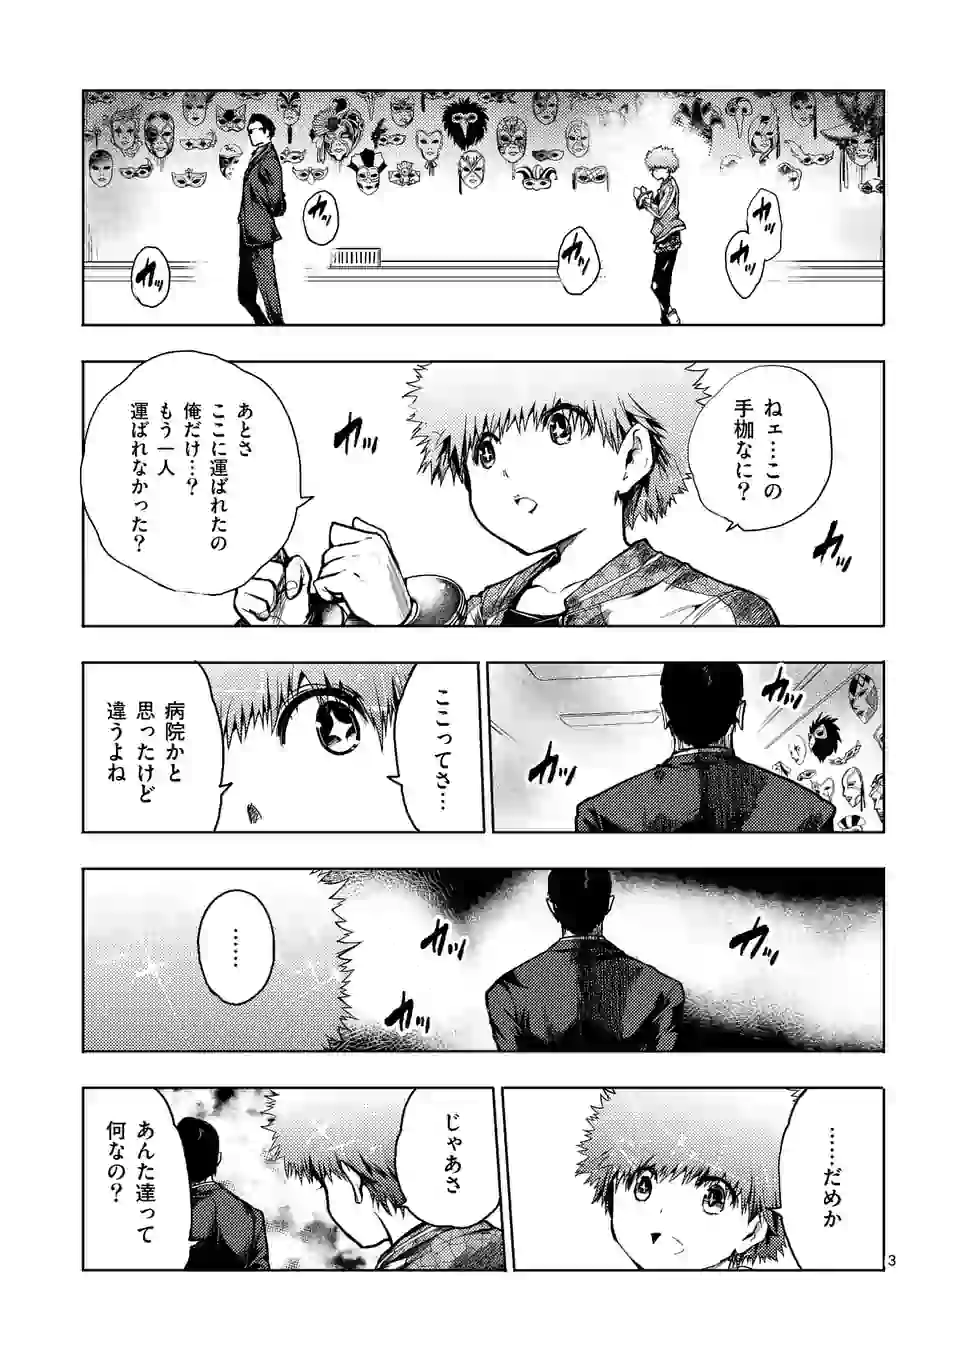 カッ
カッ
カッ
カッ
カッ
ねェ…この
手枷なに？
カッ
カッ
あとさ
ここに運ばれたの
俺だけ…？
もう一人
運ばれなかった？
カッ
カッ
ここってさ…
病院かと
思ったけど
違うよね
カッ
カッ
カッ
……
……だめか
じゃあさ
あんた達って
何なの？
3